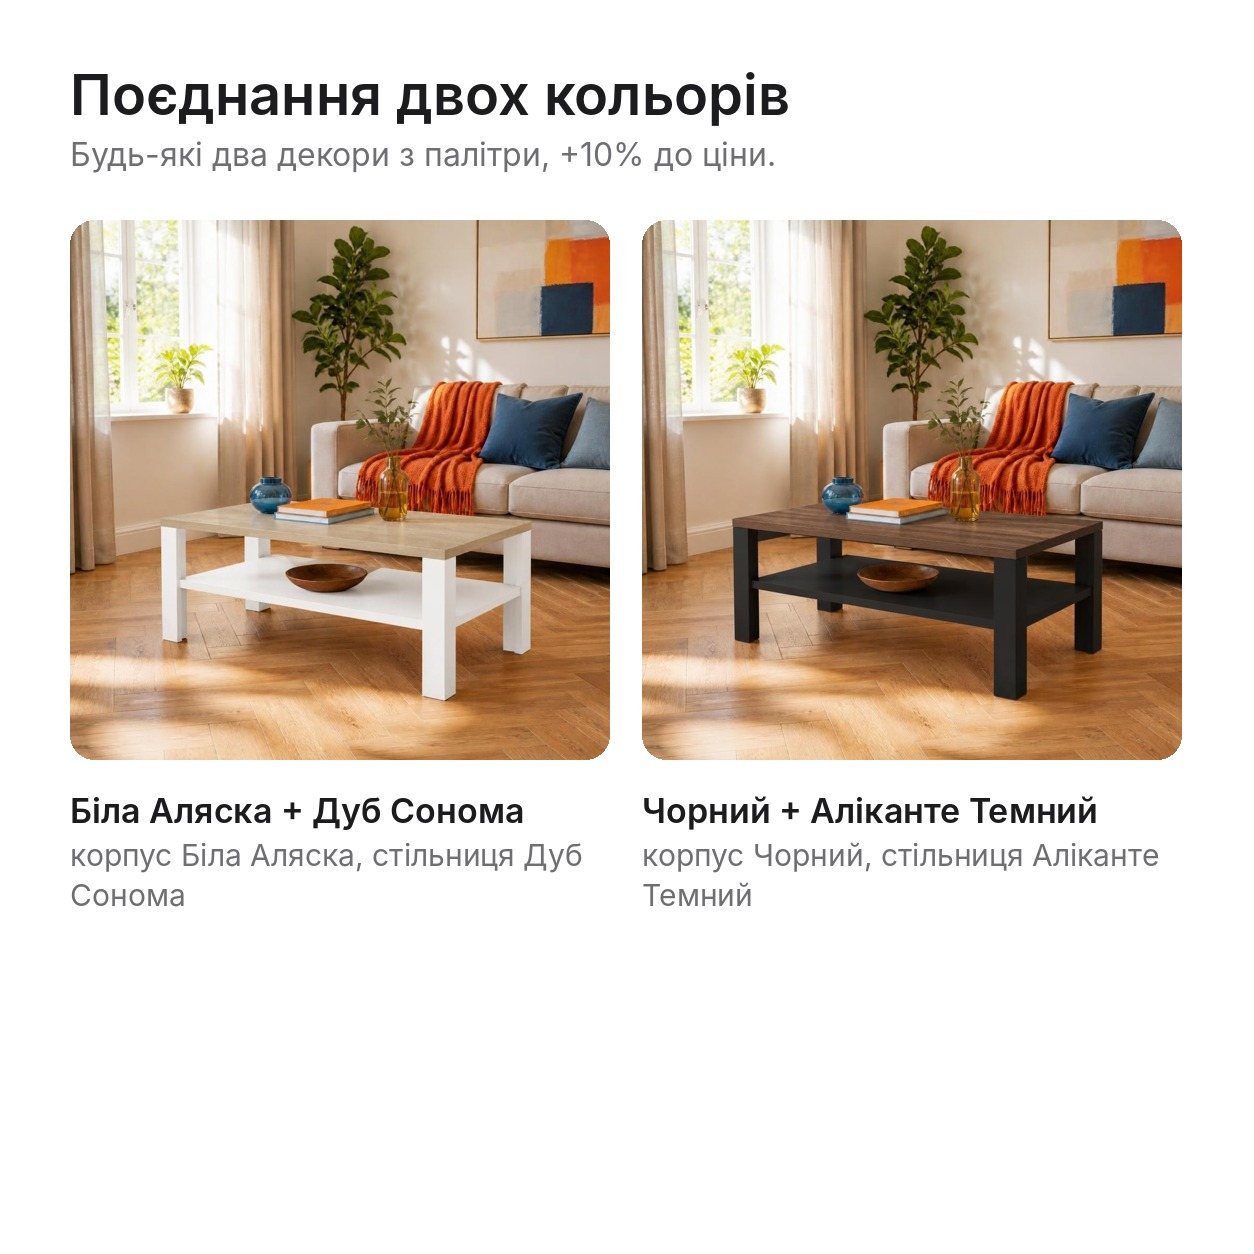 Поєднання двох кольорів
Будь-які два декори з палітри, +10% до ціни.
Біла Аляска + Дуб Сонома
корпус Біла Аляска, стільниця Дуб
Сонома
Чорний + Аліканте Темний
корпус Чорний, стільниця Аліканте
Темний